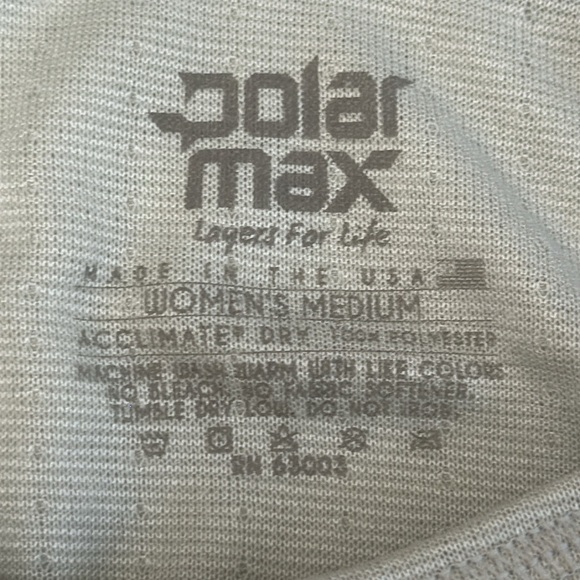 polar
max
Layers For Life
MADE IN THE USA
WOMEN'S MEDIUM
ACCLIMATE® DRY 100% POLYESTER
MACHINE WASH WARM WITH LIKE COLORS
NO BLEACH. NO FABRIC SOFTENER.
TUMBLE DRY LOW. DO NOT IRON.
RN 63003